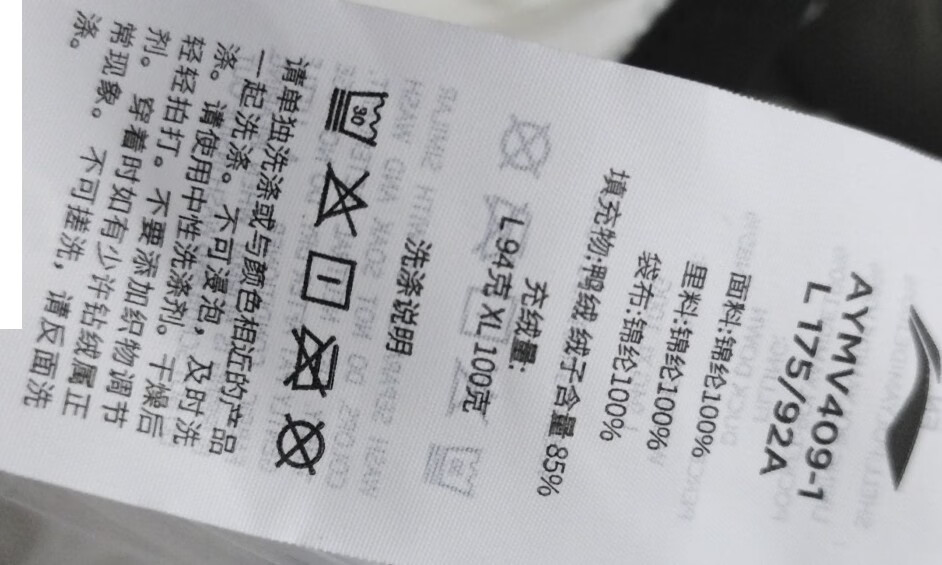 AYMV409-1
L 175/92A
面料:锦纶100%
里料:锦纶100%
袋布:锦纶100%
填充物:鸭绒 绒子含量 85%
充绒量:
L 94克 XL 100克
洗涤说明
30
请单独洗涤或与颜色相近的产品
一起洗涤。不可浸泡，及时洗
涤。请使用中性洗涤剂。干燥后
轻轻拍打。不要添加织物调节
剂。穿着时如有少许钻绒属正
常现象。不可搓洗，请反面洗
涤。